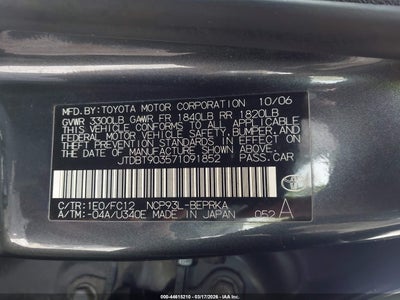 MFD. BY: TOYOTA MOTOR CORPORATION 10/06
GVWR 3300LB GAWR FR 1840LB RR 1820LB
THIS VEHICLE CONFORMS TO ALL APPLICABLE
FEDERAL MOTOR VEHICLE SAFETY, BUMPER, AND
THEFT PREVENTION STANDARDS IN EFFECT ON
THE DATE OF MANUFACTURE SHOWN ABOVE.
JTDBT903571091852 PASS.CAR
C/TR: 1E0/FC12 NCP93L-BEPRKA
A/TM: -04A/U340E MADE IN JAPAN 052 A
ID: 44615210 | 03/17/2026 | IAA Inc